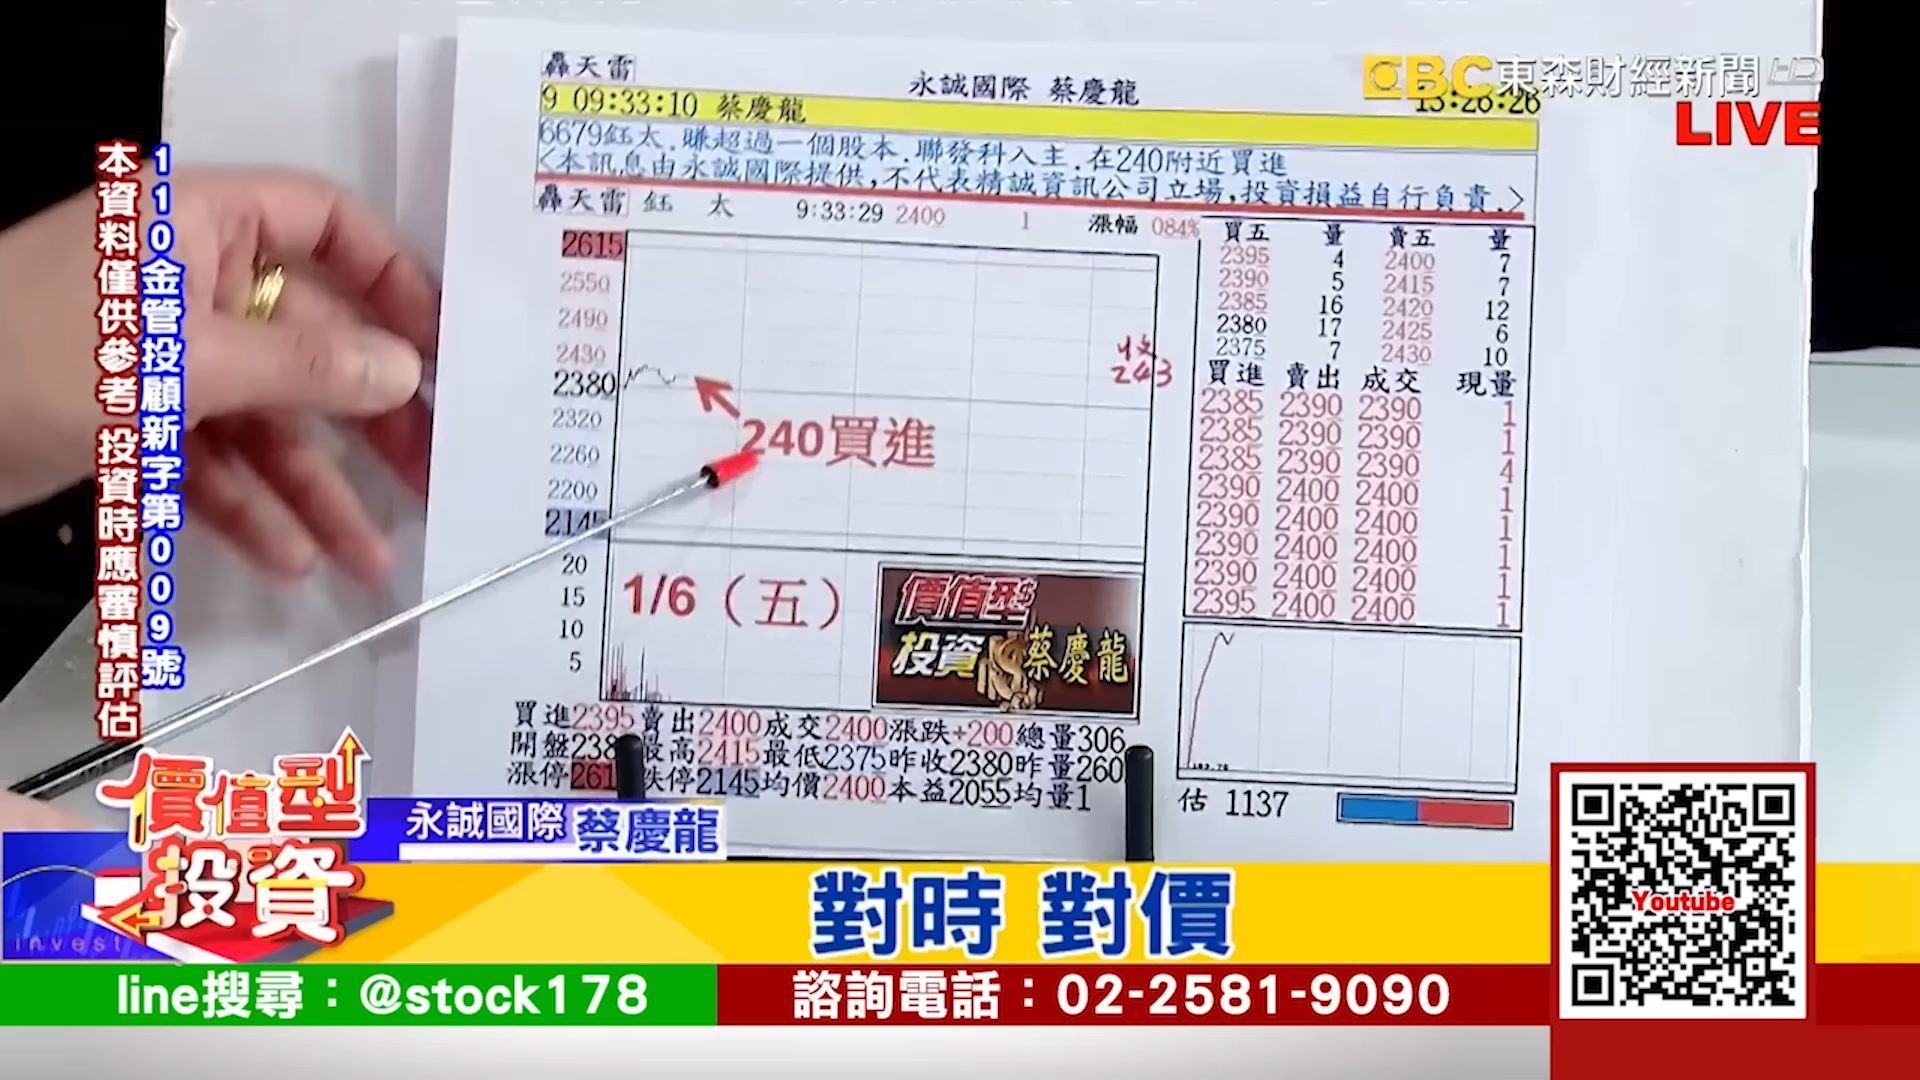 轟天雷
永誠國際 蔡慶龍
13:26:26
EBC東森財經新聞HD
LIVE
9 09:33:10 蔡慶龍
6679鈺太.賺超過一個股本.聯發科入主.在240附近買進
<本訊息由永誠國際提供,不代表精誠資訊公司立場,投資損益自行負責.>
轟天雷 鈺 太 9:33:29 2400 1 漲幅 084%
2615
2550
2490
2430
2380
2320
2260
2200
2145
20
15
10
5
收
243
240買進
1/6(五)
價值型
投資
蔡慶龍
買五 量 賣五 量
2395 4 2400 7
2390 5 2415 7
2385 16 2420 12
2380 17 2425 6
2375 7 2430 10
買進 賣出 成交 現量
2385 2390 2390 1
2385 2390 2390 1
2385 2390 2390 4
2390 2400 2400 1
2390 2400 2400 1
2390 2400 2400 1
2390 2400 2400 1
2395 2400 2400 1
買進2395賣出2400成交2400漲跌+200總量306
開盤238 最高2415最低2375昨收2380昨量260
漲停261 跌停2145均價2400本益2055均量1
估 1137
110金管投顧新字第009號
本資料僅供參考 投資時應審慎評估
價值型
投資
invest
永誠國際 蔡慶龍
對時 對價
line搜尋:@stock178
諮詢電話:02-2581-9090
Youtube